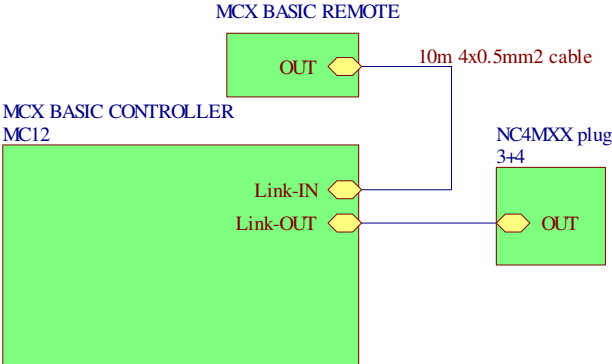 MCX BASIC REMOTE
OUT
10m 4x0.5mm2 cable
MCX BASIC CONTROLLER
MC12
NC4MXX plug
3+4
Link-IN
Link-OUT
OUT